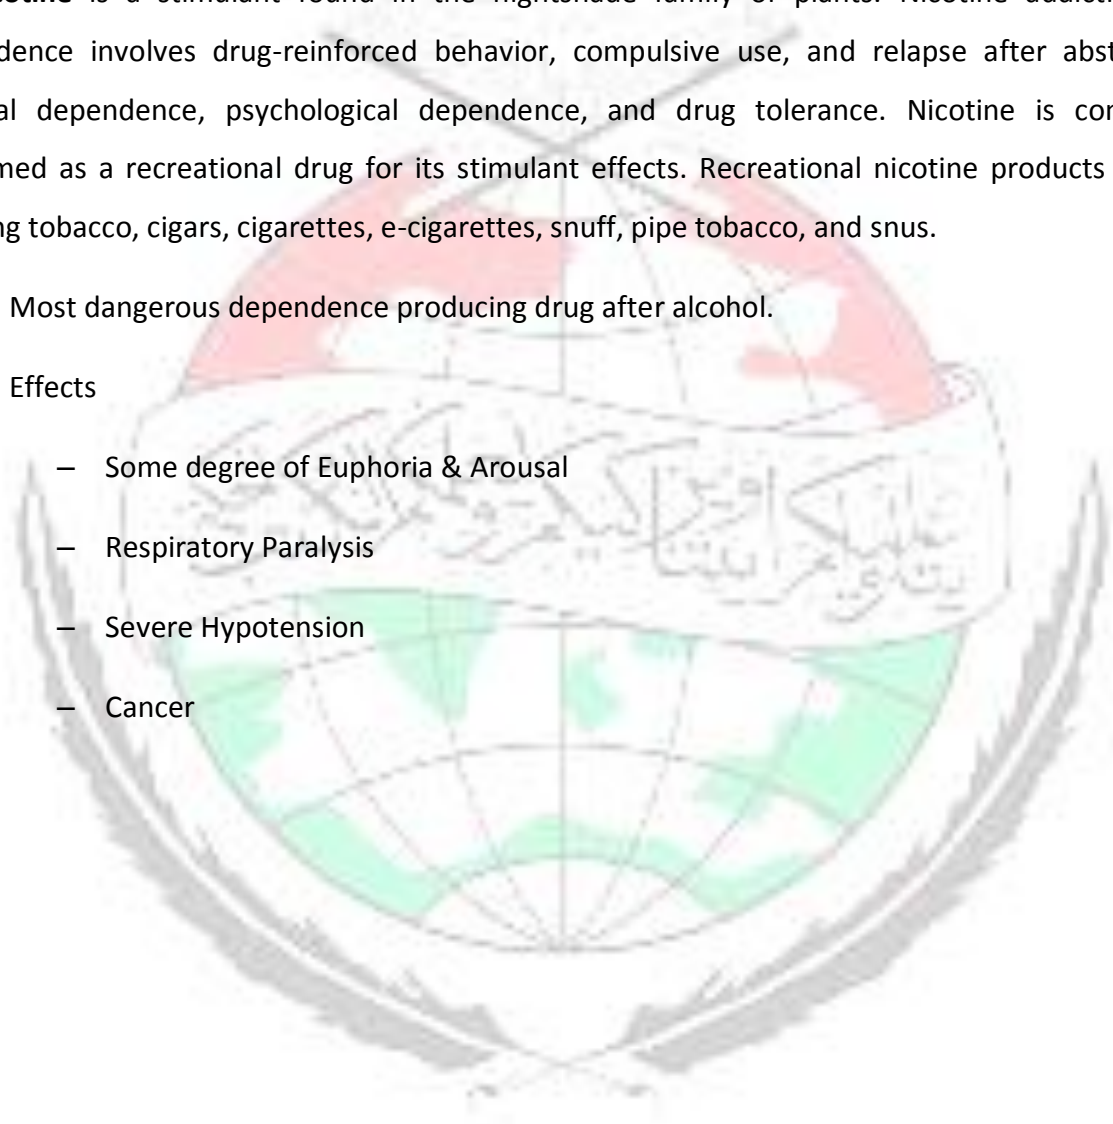 cotine is a stimulant found in the nightshade family of plants. Nicotine addictio
dence involves drug-reinforced behavior, compulsive use, and relapse after abst
al dependence, psychological dependence, and drug tolerance. Nicotine is con
med as a recreational drug for its stimulant effects. Recreational nicotine products
ng tobacco, cigars, cigarettes, e-cigarettes, snuff, pipe tobacco, and snus.
Most dangerous dependence producing drug after alcohol.
Effects
– Some degree of Euphoria & Arousal
– Respiratory Paralysis
– Severe Hypotension
– Cancer